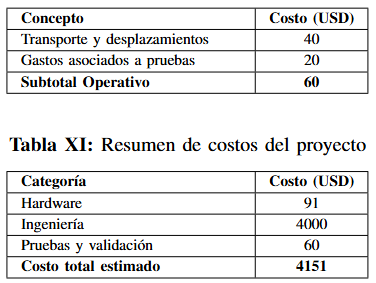 Concepto Costo (USD)
Transporte y desplazamientos 40
Gastos asociados a pruebas 20
Subtotal Operativo 60
Tabla XI: Resumen de costos del proyecto
Categoría Costo (USD)
Hardware 91
Ingeniería 4000
Pruebas y validación 60
Costo total estimado 4151